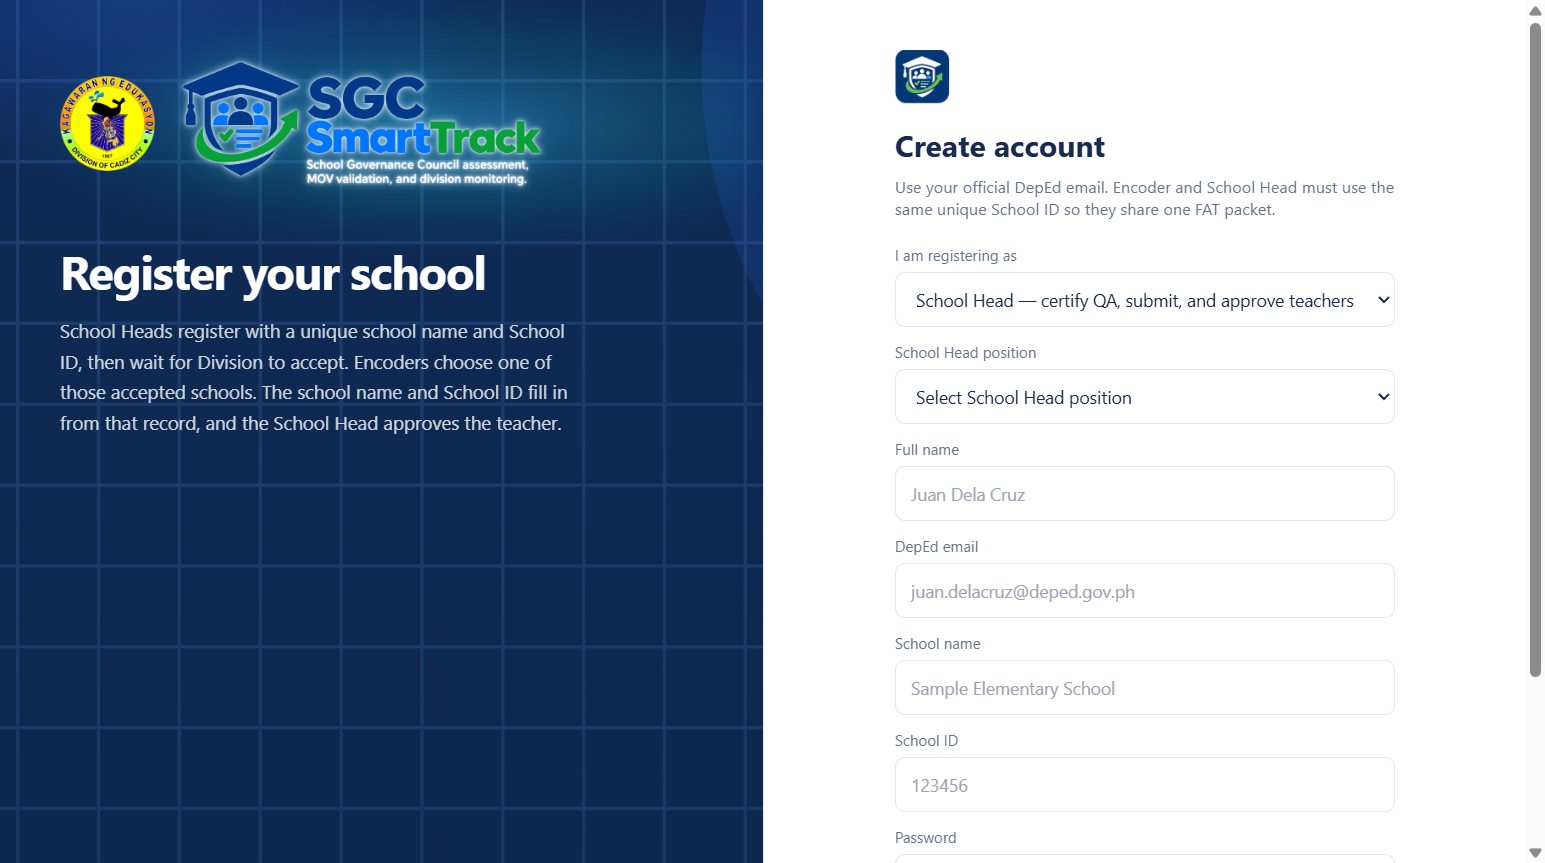 KAGAWARAN NG EDUKASYON
1967
DIVISION OF CADIZ CITY
SGC
SmartTrack
School Governance Council assessment,
MOV validation, and division monitoring.
Register your school
School Heads register with a unique school name and School
ID, then wait for Division to accept. Encoders choose one of
those accepted schools. The school name and School ID fill in
from that record, and the School Head approves the teacher.
Create account
Use your official DepEd email. Encoder and School Head must use the
same unique School ID so they share one FAT packet.
I am registering as
School Head — certify QA, submit, and approve teachers
School Head position
Select School Head position
Full name
Juan Dela Cruz
DepEd email
juan.delacruz@deped.gov.ph
School name
Sample Elementary School
School ID
123456
Password